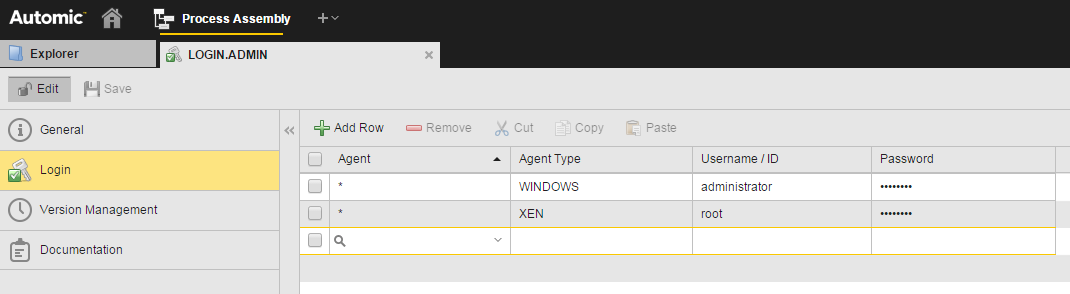 Automic Process Assembly
Explorer LOGIN.ADMIN
Edit Save
General
Login
Version Management
Documentation
Add Row Remove Cut Copy Paste
Agent Agent Type Username / ID Password
* WINDOWS administrator ••••••••
* XEN root ••••••••